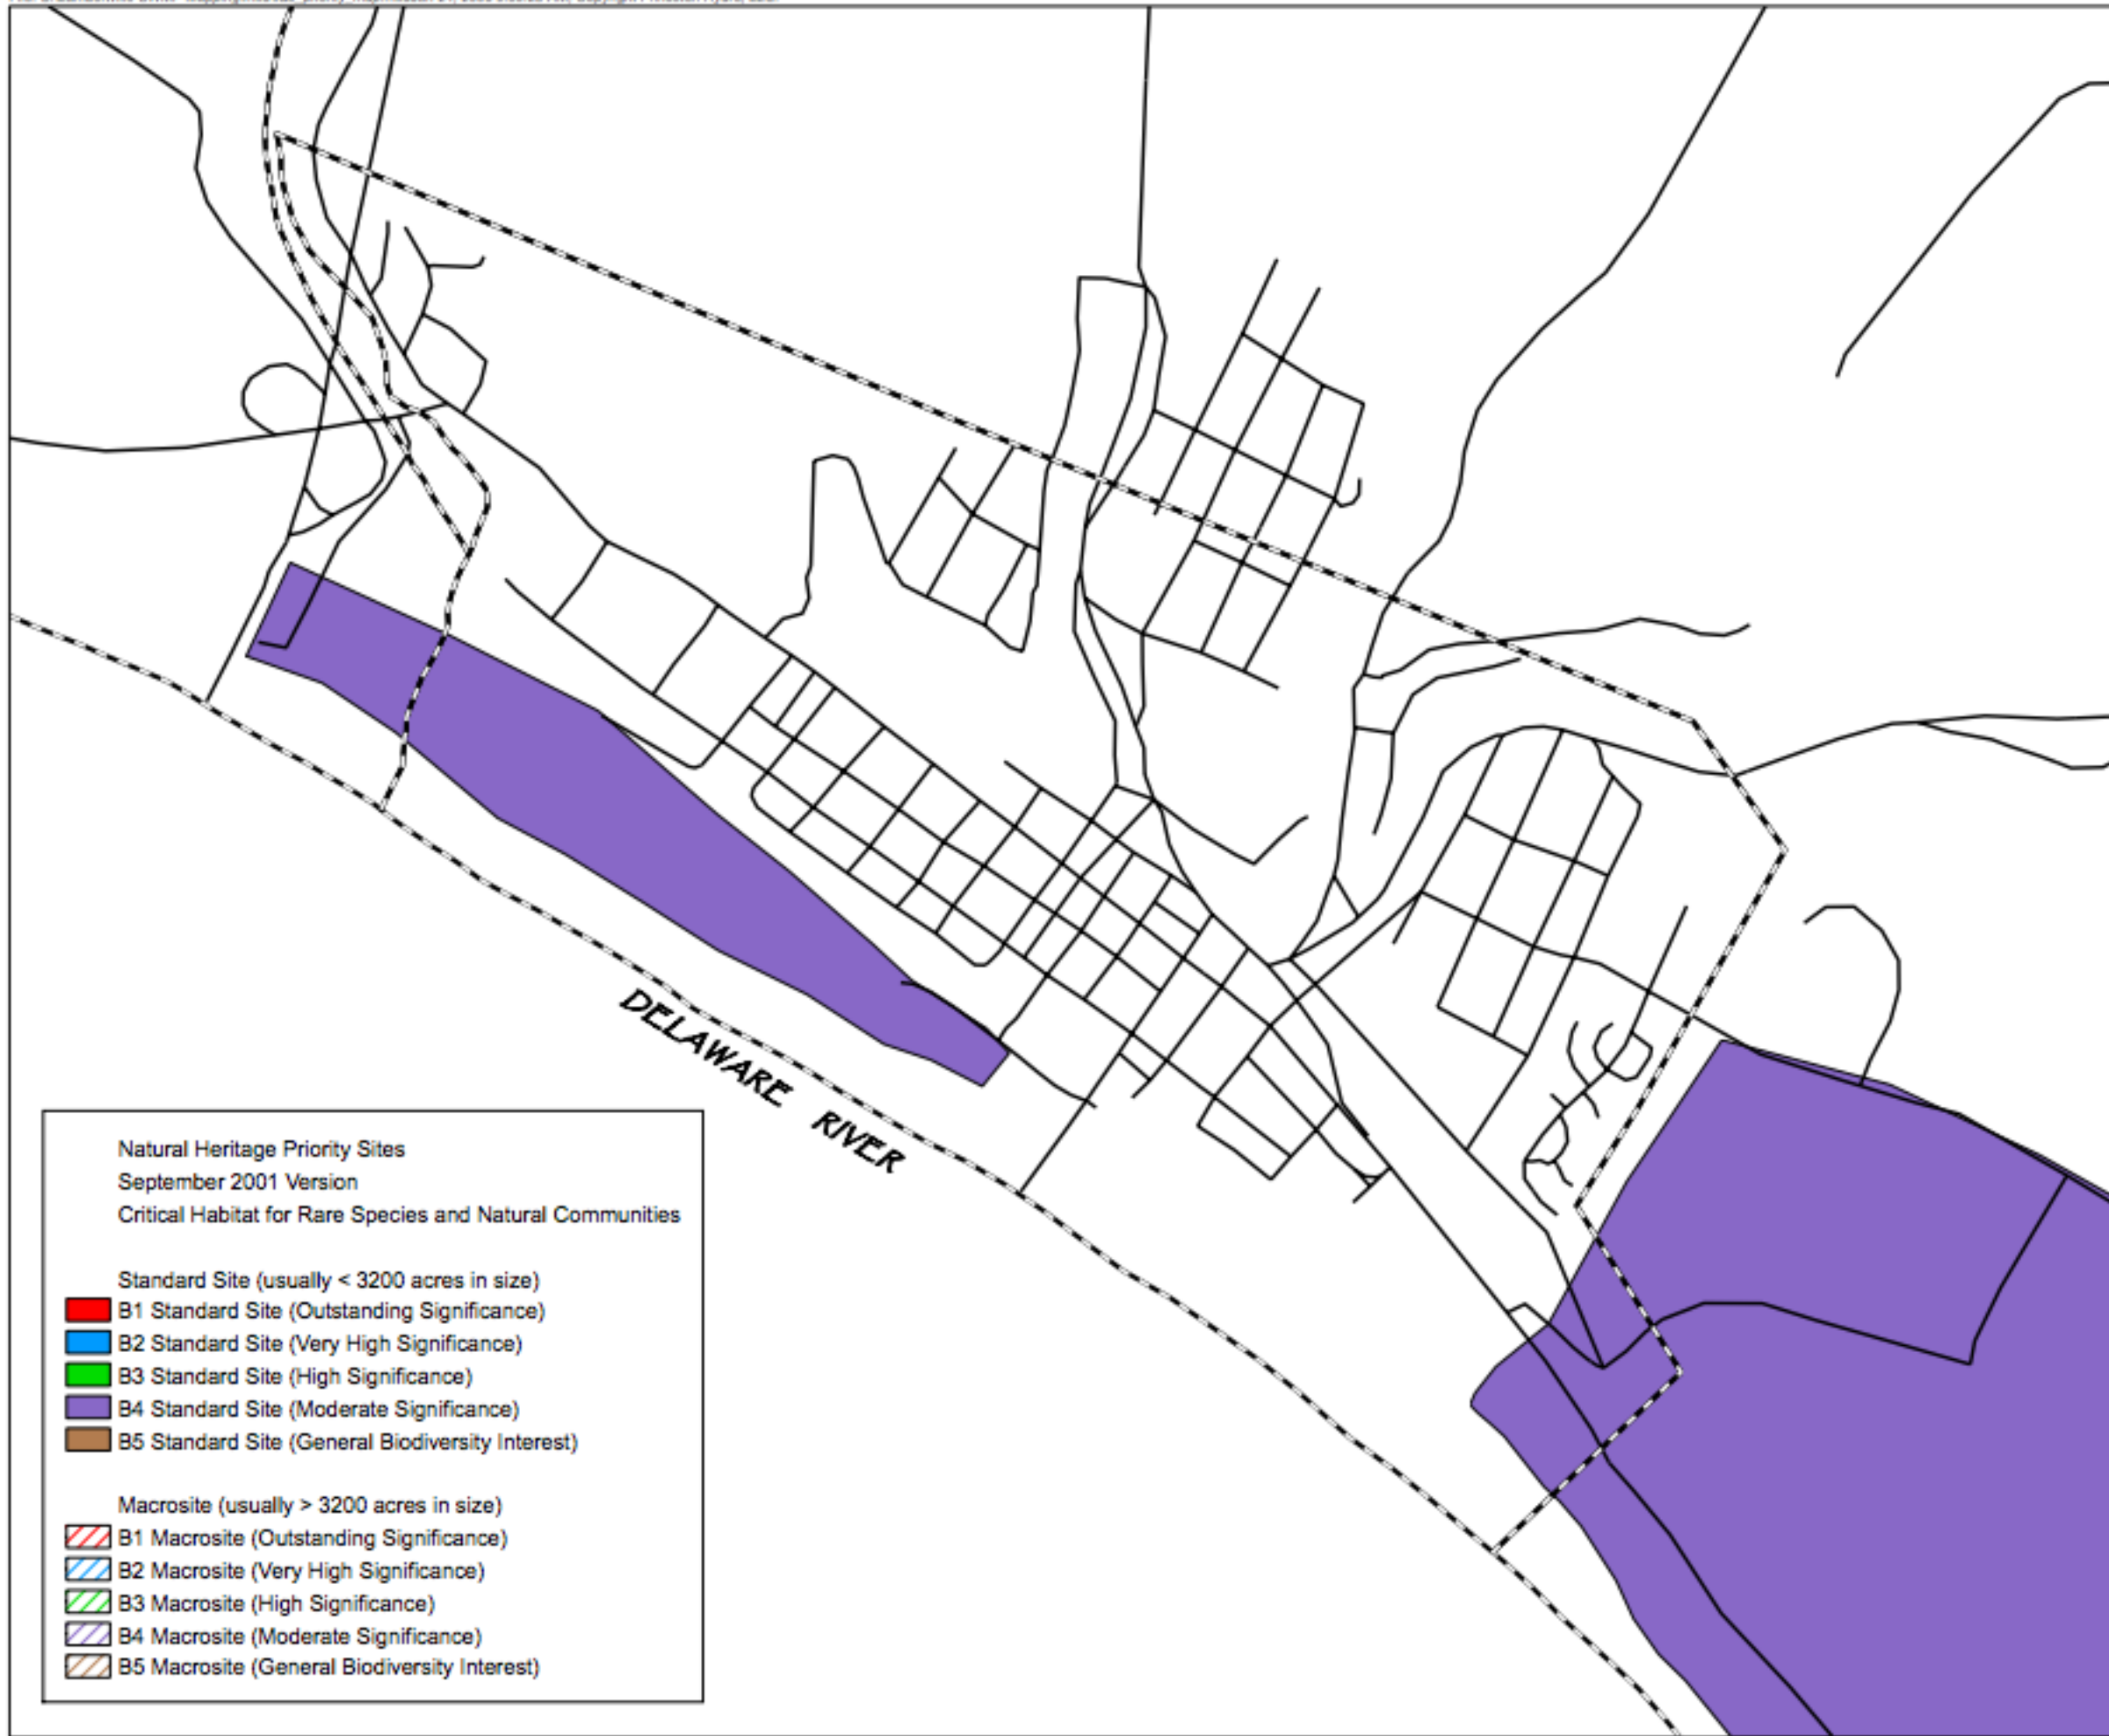 DELAWARE RIVER
Natural Heritage Priority Sites
September 2001 Version
Critical Habitat for Rare Species and Natural Communities
Standard Site (usually < 3200 acres in size)
B1 Standard Site (Outstanding Significance)
B2 Standard Site (Very High Significance)
B3 Standard Site (High Significance)
B4 Standard Site (Moderate Significance)
B5 Standard Site (General Biodiversity Interest)
Macrosite (usually > 3200 acres in size)
B1 Macrosite (Outstanding Significance)
B2 Macrosite (Very High Significance)
B3 Macrosite (High Significance)
B4 Macrosite (Moderate Significance)
B5 Macrosite (General Biodiversity Interest)